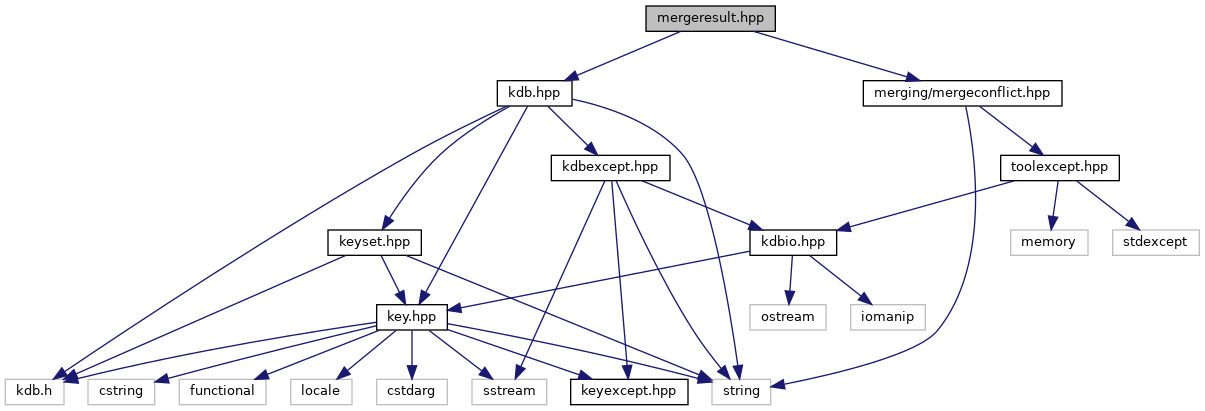 mergeresult.hpp
kdb.hpp
merging/mergeconflict.hpp
kdbexcept.hpp
toolexcept.hpp
keyset.hpp
kdbio.hpp
memory
stdexcept
key.hpp
ostream
iomanip
kdb.h
cstring
functional
locale
cstdarg
sstream
keyexcept.hpp
string